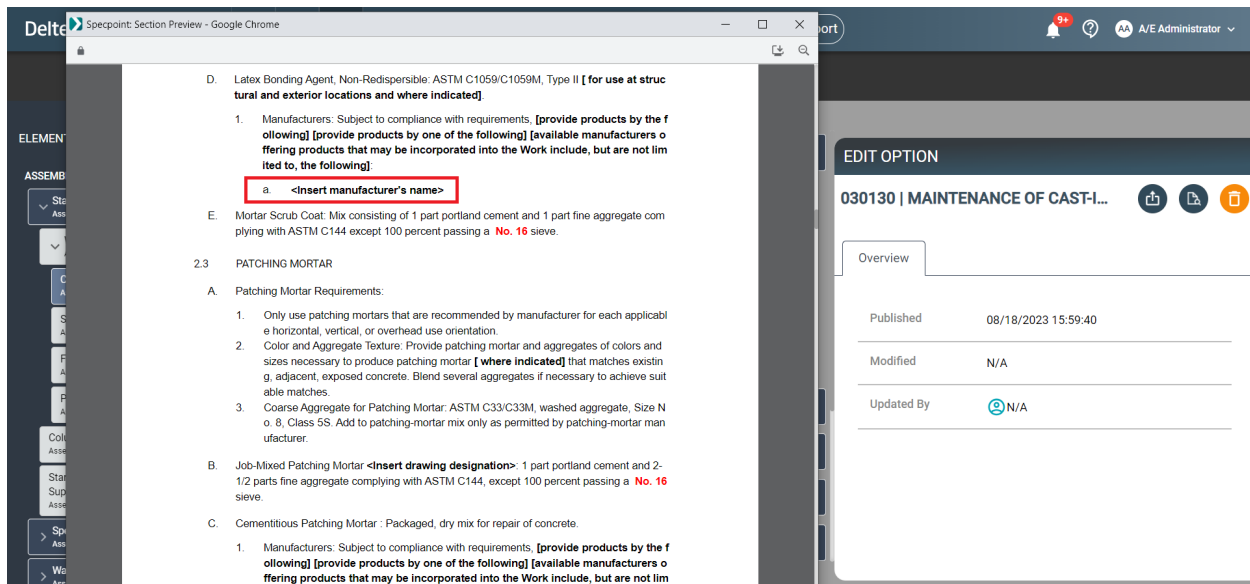 Delte
Specpoint: Section Preview - Google Chrome
ort
9+
AA A/E Administrator
D. Latex Bonding Agent, Non-Redispersible: ASTM C1059/C1059M, Type II [ for use at struc
tural and exterior locations and where indicated].
1. Manufacturers: Subject to compliance with requirements, [provide products by the f
ollowing] [provide products by one of the following] [available manufacturers o
ffering products that may be incorporated into the Work include, but are not lim
ited to, the following]:
a. <Insert manufacturer's name>
E. Mortar Scrub Coat: Mix consisting of 1 part portland cement and 1 part fine aggregate com
plying with ASTM C144 except 100 percent passing a No. 16 sieve.
2.3 PATCHING MORTAR
A. Patching Mortar Requirements:
1. Only use patching mortars that are recommended by manufacturer for each applicabl
e horizontal, vertical, or overhead use orientation.
2. Color and Aggregate Texture: Provide patching mortar and aggregates of colors and
sizes necessary to produce patching mortar [ where indicated] that matches existin
g, adjacent, exposed concrete. Blend several aggregates if necessary to achieve suit
able matches.
3. Coarse Aggregate for Patching Mortar: ASTM C33/C33M, washed aggregate, Size N
o. 8, Class 5S. Add to patching-mortar mix only as permitted by patching-mortar man
ufacturer.
B. Job-Mixed Patching Mortar <Insert drawing designation>: 1 part portland cement and 2-
1/2 parts fine aggregate complying with ASTM C144, except 100 percent passing a No. 16
sieve.
C. Cementitious Patching Mortar : Packaged, dry mix for repair of concrete.
1. Manufacturers: Subject to compliance with requirements, [provide products by the f
ollowing] [provide products by one of the following] [available manufacturers o
ffering products that may be incorporated into the Work include, but are not lim
ELEMEN
ASSEMB
Sta
Ass
C
A
S
A
F
A
P
A
Colu
Asse
Star
Sup
Asse
Spe
Ass
Wa
EDIT OPTION
030130 | MAINTENANCE OF CAST-I...
Overview
Published 08/18/2023 15:59:40
Modified N/A
Updated By N/A